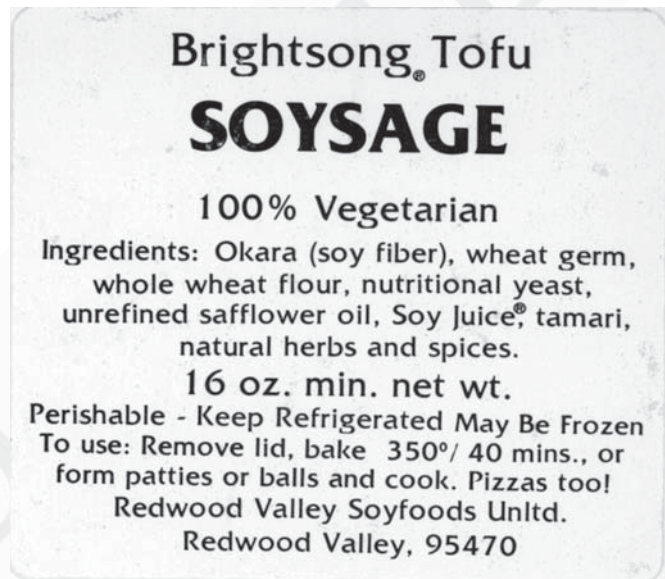 Brightsong® Tofu
SOYSAGE
100% Vegetarian
Ingredients: Okara (soy fiber), wheat germ,
whole wheat flour, nutritional yeast,
unrefined safflower oil, Soy Juice®, tamari,
natural herbs and spices.
16 oz. min. net wt.
Perishable - Keep Refrigerated May Be Frozen
To use: Remove lid, bake 350°/ 40 mins., or
form patties or balls and cook. Pizzas too!
Redwood Valley Soyfoods Unltd.
Redwood Valley, 95470